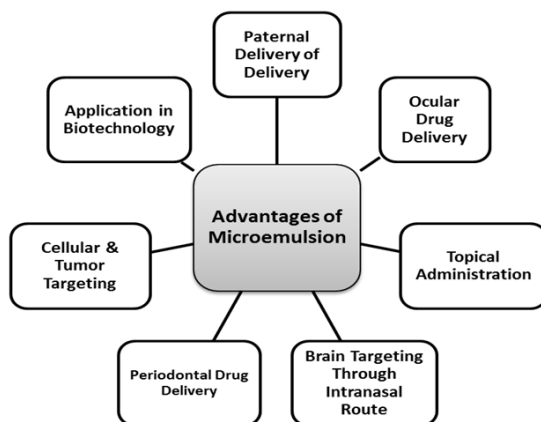 Paternal
Delivery of
Delivery
Ocular
Drug
Delivery
Application in
Biotechnology
Advantages of
Microemulsion
Cellular &
Tumor
Targeting
Topical
Administration
Periodontal Drug
Delivery
Brain Targeting
Through
Intranasal
Route